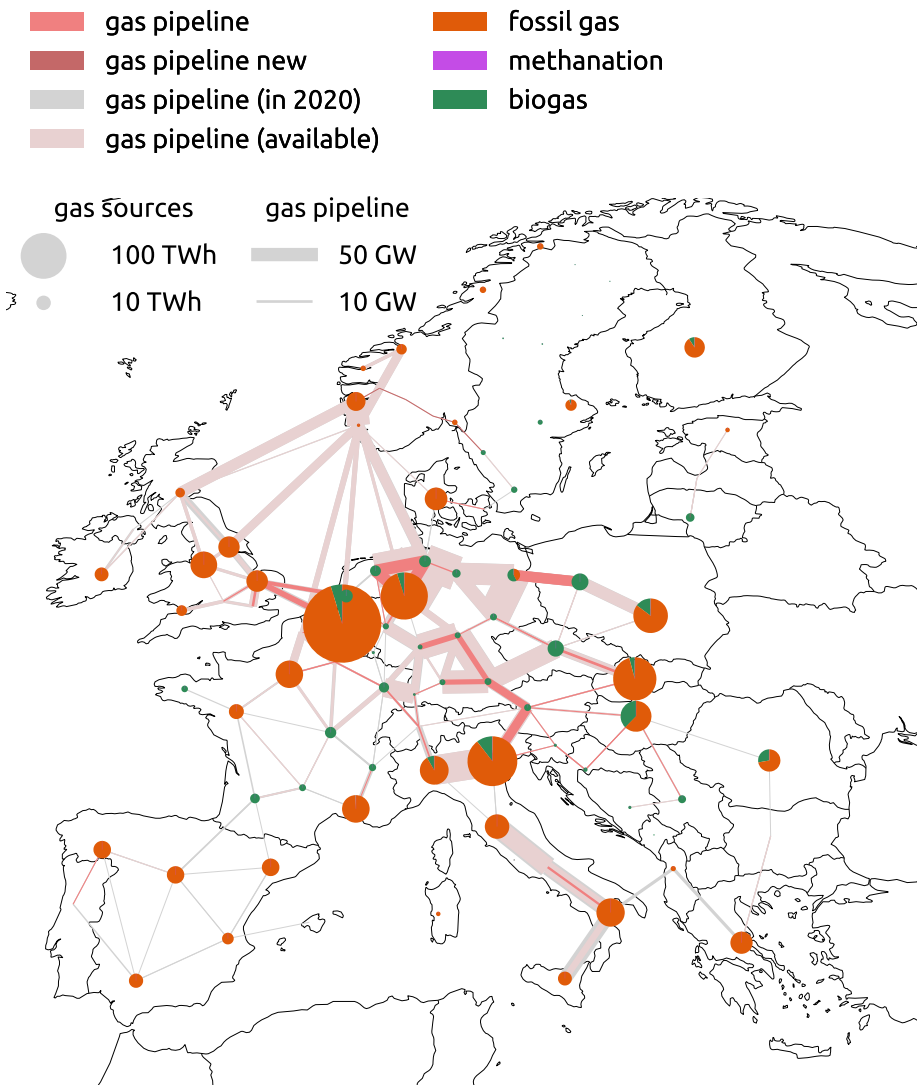 gas pipeline
gas pipeline new
gas pipeline (in 2020)
gas pipeline (available)
fossil gas
methanation
biogas
gas sources
100 TWh
10 TWh
gas pipeline
50 GW
10 GW